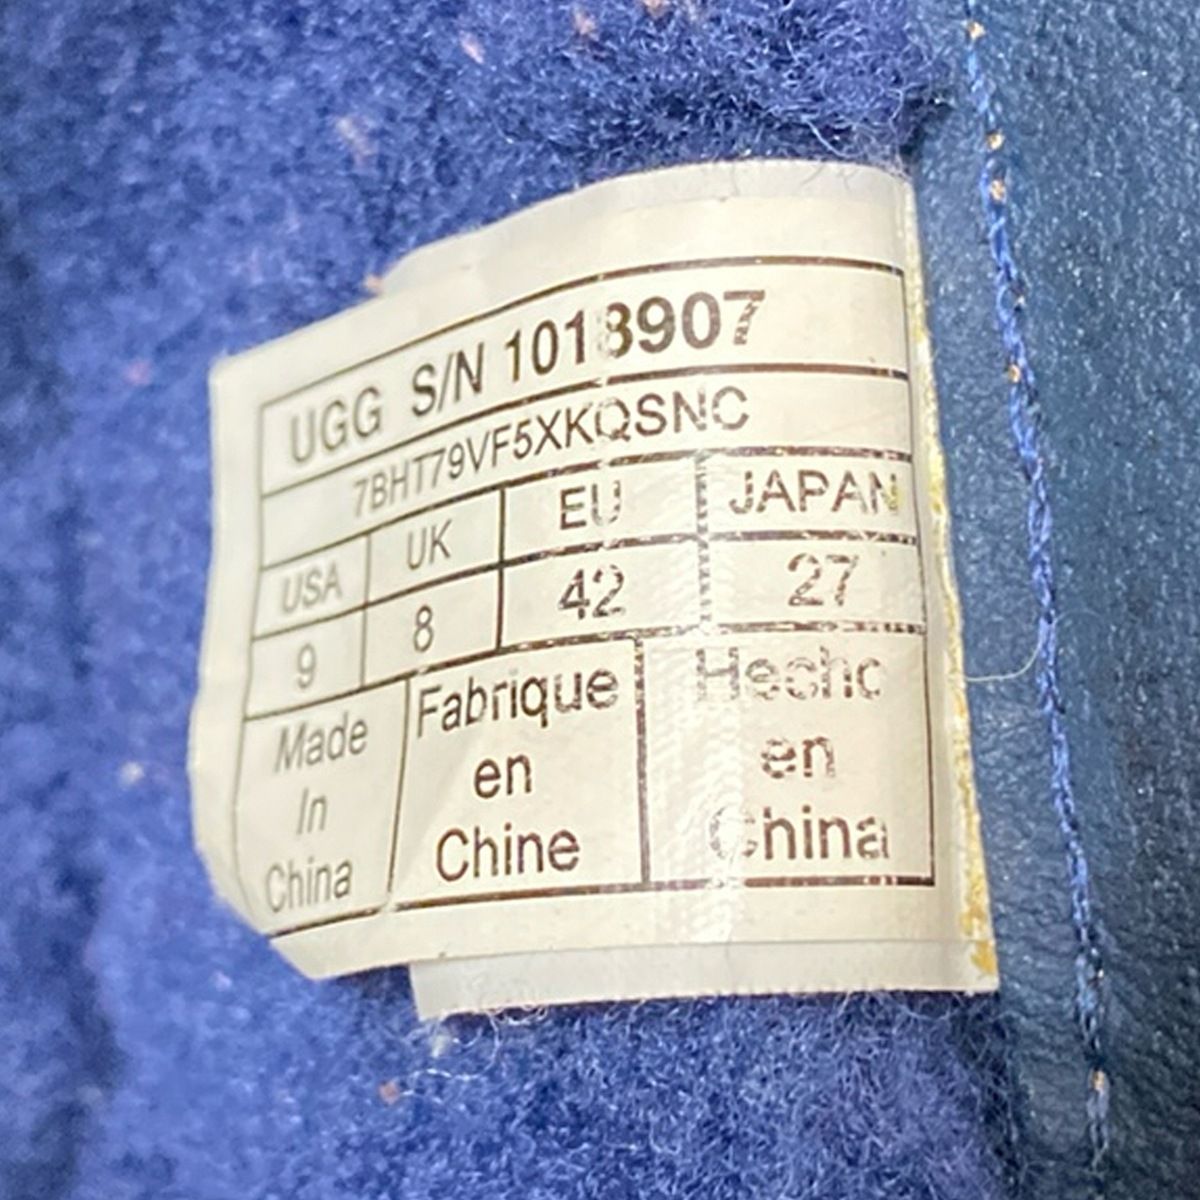 UGG S/N 1018907
7BHT79VF5XKQSNC
USA UK EU JAPAN
9 8 42 27
Made In China
Fabrique en Chine
Hecho en China